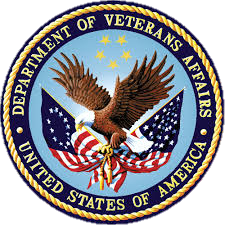 DEPARTMENT OF VETERANS AFFAIRS
UNITED STATES OF AMERICA